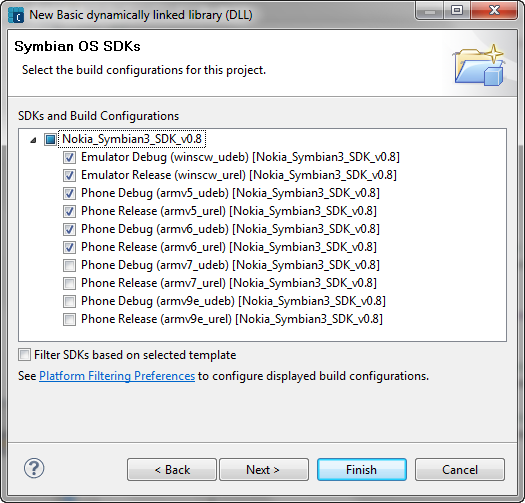 New Basic dynamically linked library (DLL)
Symbian OS SDKs
Select the build configurations for this project.
SDKs and Build Configurations
Nokia_Symbian3_SDK_v0.8
Emulator Debug (winscw_udeb) [Nokia_Symbian3_SDK_v0.8]
Emulator Release (winscw_urel) [Nokia_Symbian3_SDK_v0.8]
Phone Debug (armv5_udeb) [Nokia_Symbian3_SDK_v0.8]
Phone Release (armv5_urel) [Nokia_Symbian3_SDK_v0.8]
Phone Debug (armv6_udeb) [Nokia_Symbian3_SDK_v0.8]
Phone Release (armv6_urel) [Nokia_Symbian3_SDK_v0.8]
Phone Debug (armv7_udeb) [Nokia_Symbian3_SDK_v0.8]
Phone Release (armv7_urel) [Nokia_Symbian3_SDK_v0.8]
Phone Debug (armv9e_udeb) [Nokia_Symbian3_SDK_v0.8]
Phone Release (armv9e_urel) [Nokia_Symbian3_SDK_v0.8]
Filter SDKs based on selected template
See Platform Filtering Preferences to configure displayed build configurations.
? < Back Next > Finish Cancel